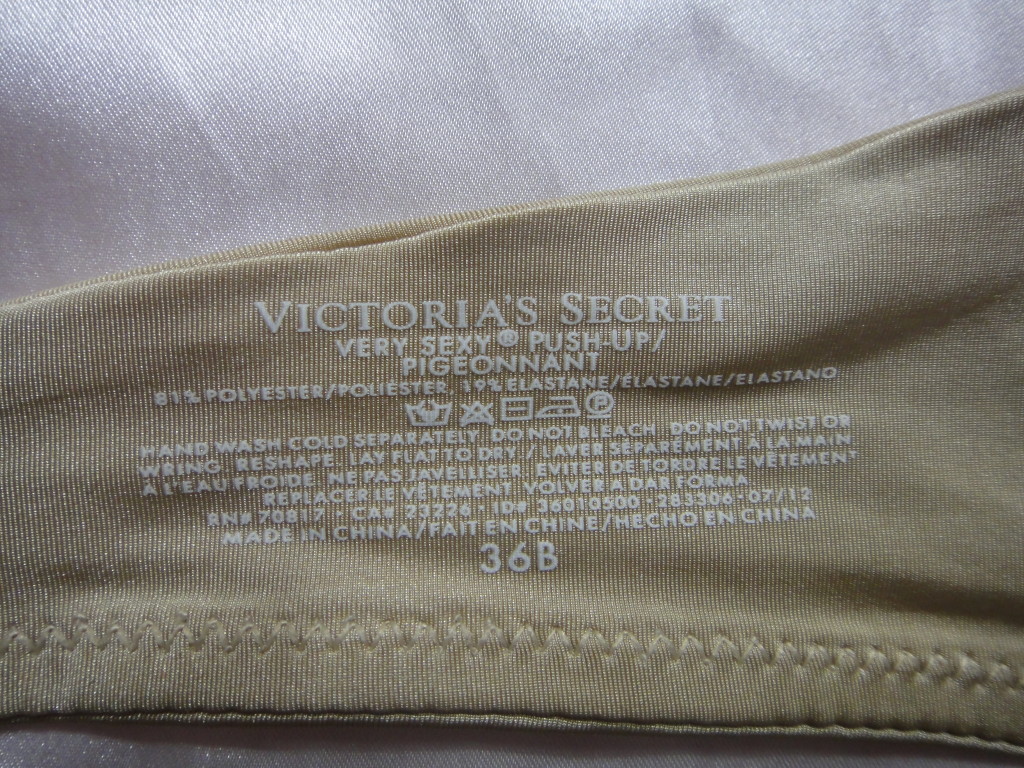 VICTORIA'S SECRET
VERY SEXY® PUSH-UP/
PIGEONNANT
81% POLYESTER/POLIESTER, 19% ELASTANE/ÉLASTANE/ELASTANO
HAND WASH COLD SEPARATELY. DO NOT BLEACH. DO NOT TWIST OR
WRING. RESHAPE. LAY FLAT TO DRY./ LAVER SÉPARÉMENT À LA MAIN
À L'EAU FROIDE. NE PAS JAVELLISER. ÉVITER DE TORDRE LE VÊTEMENT.
REPLACER LE VÊTEMENT. VOLVER A DAR FORMA
RN# 70817 • CA# 23226 • ID# 36010500 • 283306 • 07/12
MADE IN CHINA/FAIT EN CHINE/HECHO EN CHINA
36B